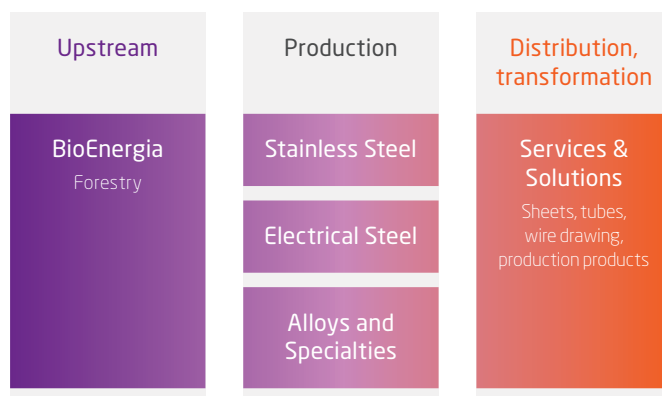 Upstream
BioEnergia
Forestry
Production
Stainless Steel
Electrical Steel
Alloys and
Specialties
Distribution,
transformation
Services &
Solutions
Sheets, tubes,
wire drawing,
production products